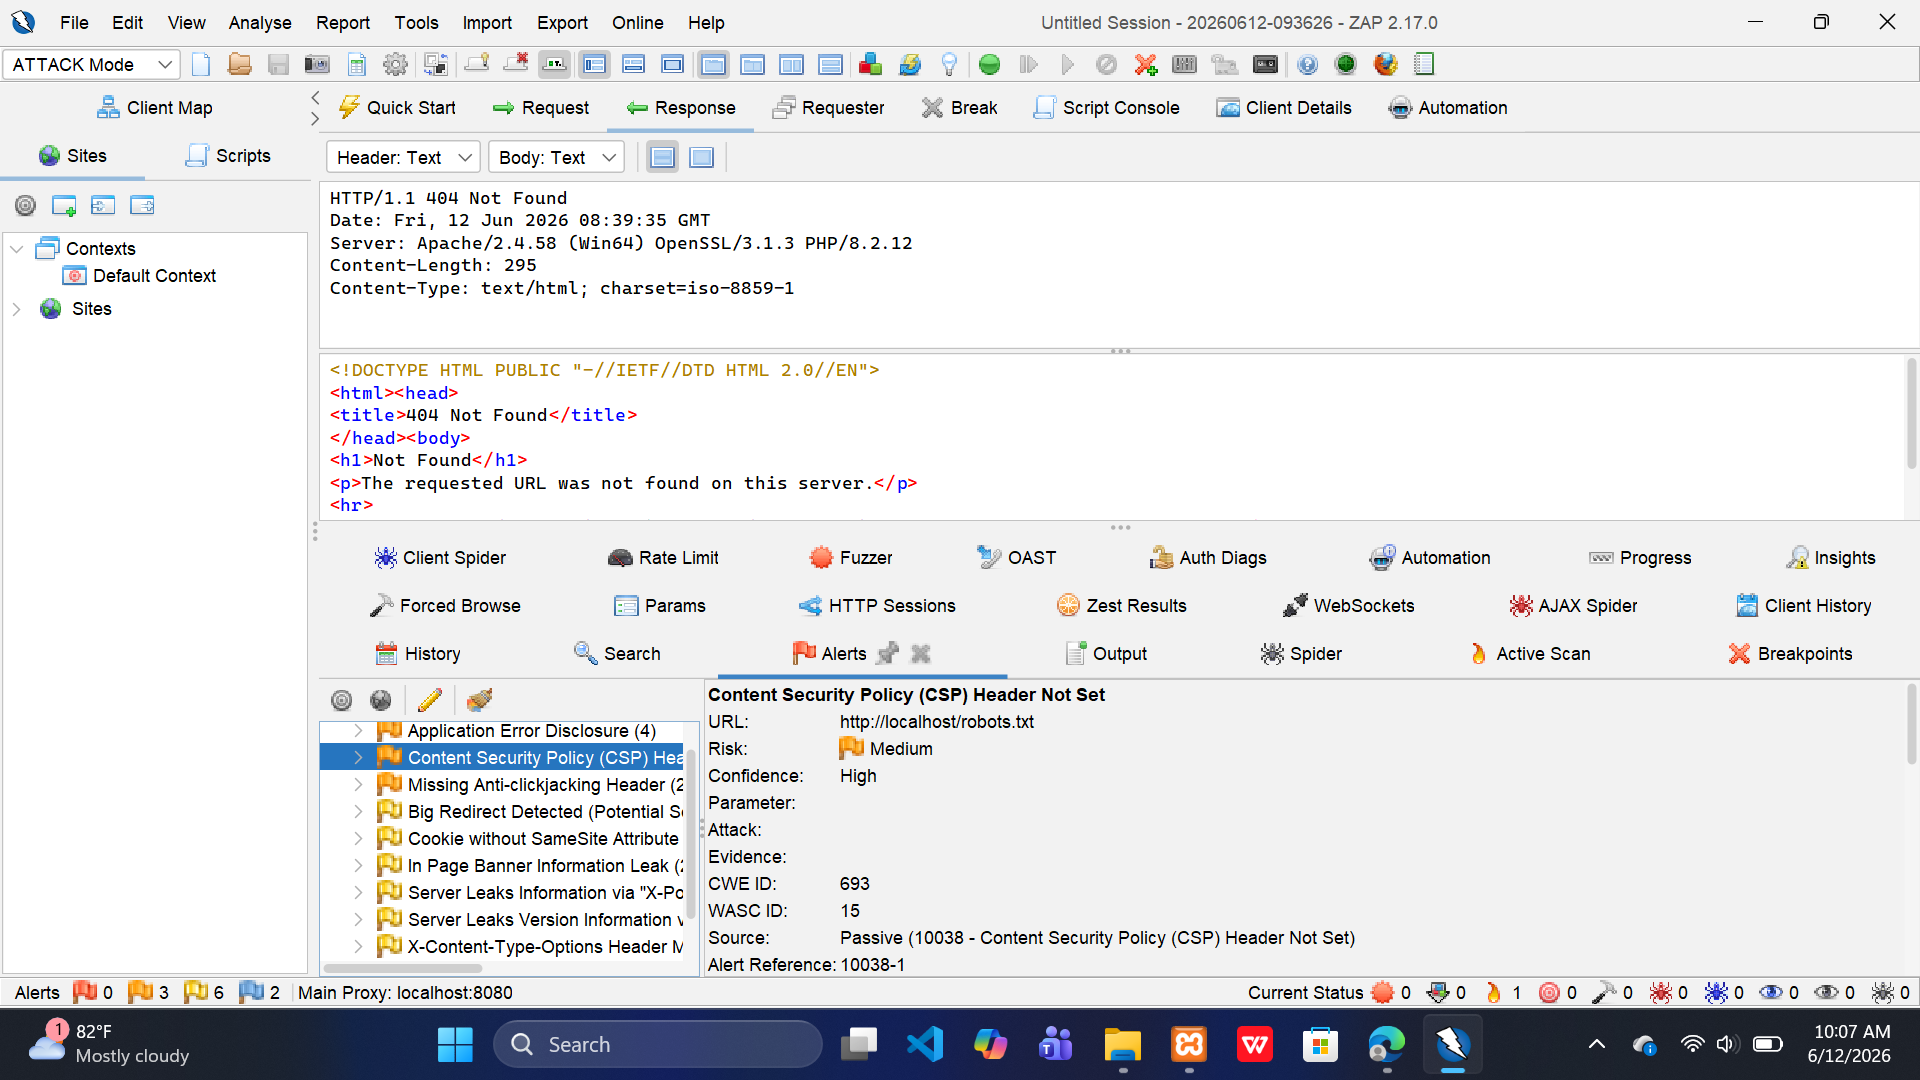 File Edit View Analyse Report Tools Import Export Online Help
Untitled Session - 20260612-093626 - ZAP 2.17.0
ATTACK Mode
Client Map
Quick Start Request Response Requester Break Script Console Client Details Automation
Sites Scripts
Header: Text Body: Text
Contexts
Default Context
Sites
HTTP/1.1 404 Not Found
Date: Fri, 12 Jun 2026 08:39:35 GMT
Server: Apache/2.4.58 (Win64) OpenSSL/3.1.3 PHP/8.2.12
Content-Length: 295
Content-Type: text/html; charset=iso-8859-1
<!DOCTYPE HTML PUBLIC "-//IETF//DTD HTML 2.0//EN">
<html><head>
<title>404 Not Found</title>
</head><body>
<h1>Not Found</h1>
<p>The requested URL was not found on this server.</p>
<hr>
Client Spider Rate Limit Fuzzer OAST Auth Diags Automation Progress Insights
Forced Browse Params HTTP Sessions Zest Results WebSockets AJAX Spider Client History
History Search Alerts Output Spider Active Scan Breakpoints
Application Error Disclosure (4)
Content Security Policy (CSP) Hea
Missing Anti-clickjacking Header (2
Big Redirect Detected (Potential Se
Cookie without SameSite Attribute
In Page Banner Information Leak (2
Server Leaks Information via "X-Po
Server Leaks Version Information v
X-Content-Type-Options Header M
Content Security Policy (CSP) Header Not Set
URL: http://localhost/robots.txt
Risk: Medium
Confidence: High
Parameter:
Attack:
Evidence:
CWE ID: 693
WASC ID: 15
Source: Passive (10038 - Content Security Policy (CSP) Header Not Set)
Alert Reference: 10038-1
Alerts 0 3 6 2 Main Proxy: localhost:8080
Current Status 0 0 1 0 0 0 0 0 0 0
1
82°F
Mostly cloudy
Search
10:07 AM
6/12/2026